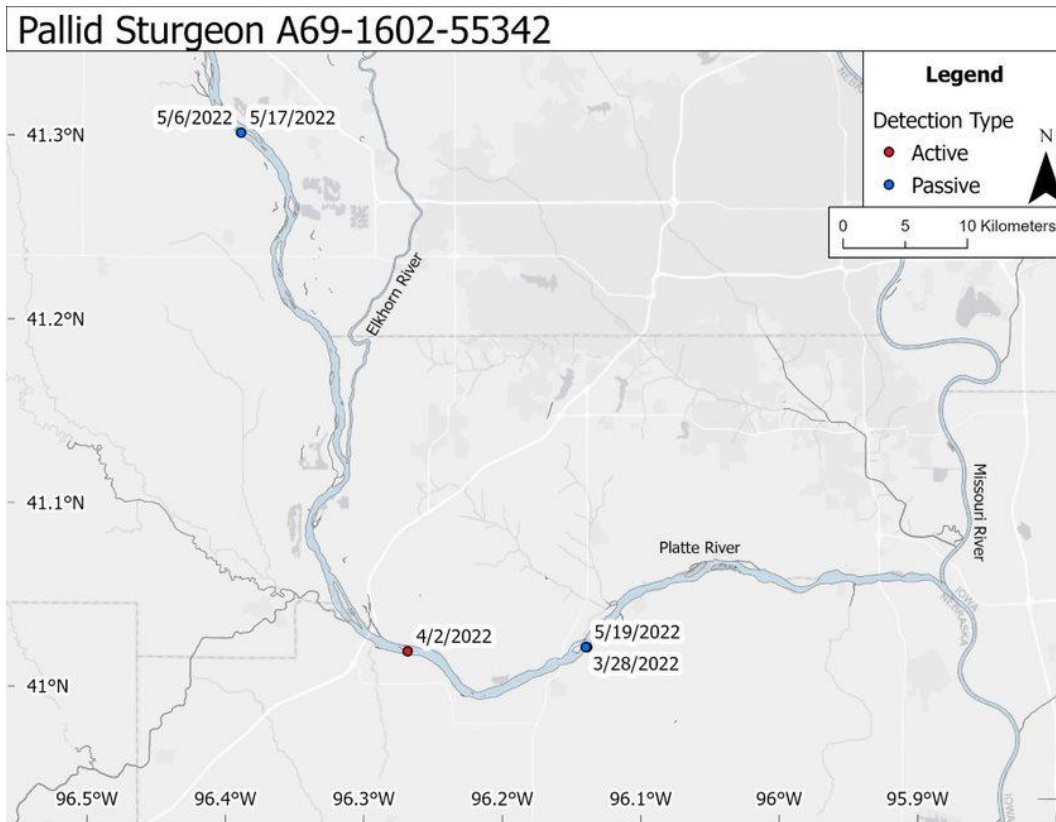 Pallid Sturgeon A69-1602-55342
Legend
Detection Type
Active
Passive
N
0 5 10 Kilometers
5/6/2022 5/17/2022
41.3°N
Elkhorn River
41.2°N
41.1°N
Missouri River
Platte River
IOWA
NEBRASKA
5/19/2022
4/2/2022
3/28/2022
41°N
96.5°W 96.4°W 96.3°W 96.2°W 96.1°W 96°W 95.9°W
IOWA